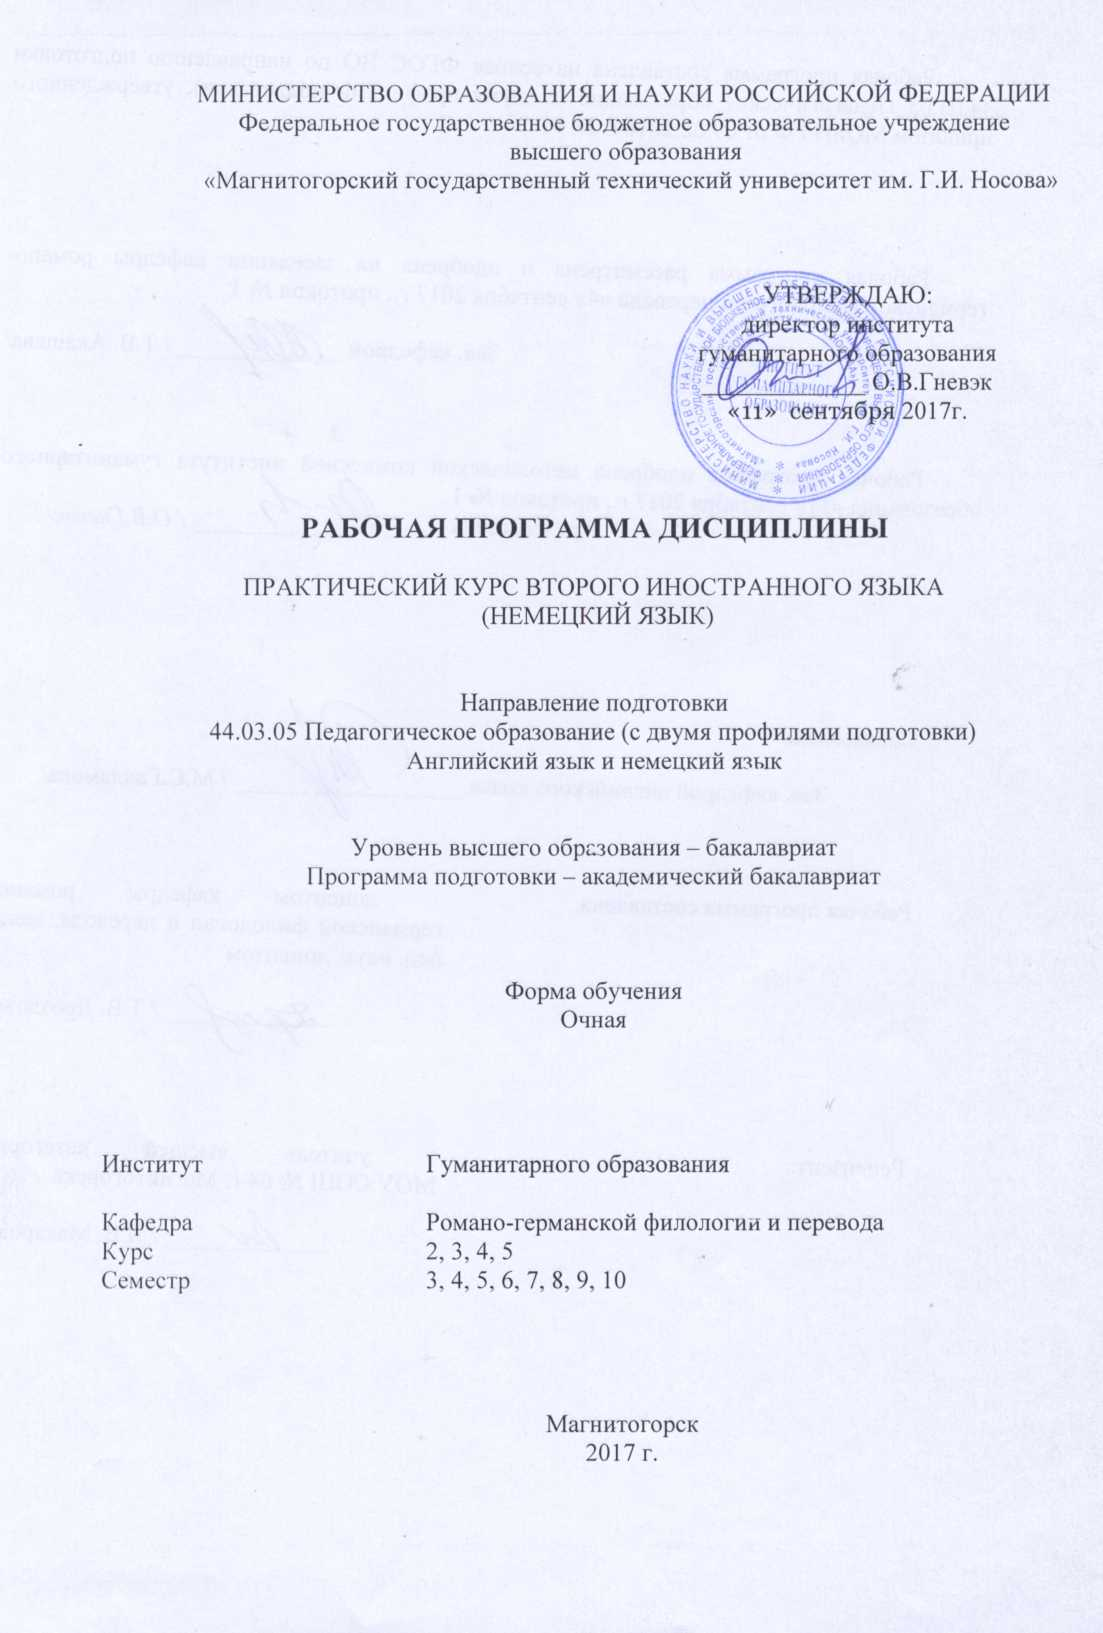 МИНИСТЕРСТВО ОБРАЗОВАНИЯ И НАУКИ РОССИЙСКОЙ ФЕДЕРАЦИИ
Федеральное государственное бюджетное образовательное учреждение
высшего образования
«Магнитогорский государственный технический университет им. Г.И. Носова»
УТВЕРЖДАЮ:
директор института
гуманитарного образования
О.В.Гневэк
«11» сентября 2017г.
ИНСТИТУТ
ГУМАНИТАРНОГО
ОБРАЗОВАНИЯ
РАБОЧАЯ ПРОГРАММА ДИСЦИПЛИНЫ
ПРАКТИЧЕСКИЙ КУРС ВТОРОГО ИНОСТРАННОГО ЯЗЫКА
(НЕМЕЦКИЙ ЯЗЫК)
Направление подготовки
44.03.05 Педагогическое образование (с двумя профилями подготовки)
Английский язык и немецкий язык
Уровень высшего образования – бакалавриат
Программа подготовки – академический бакалавриат
Форма обучения
Очная
Институт Гуманитарного образования
Кафедра Романо-германской филологии и перевода
Курс 2, 3, 4, 5
Семестр 3, 4, 5, 6, 7, 8, 9, 10
Магнитогорск
2017 г.